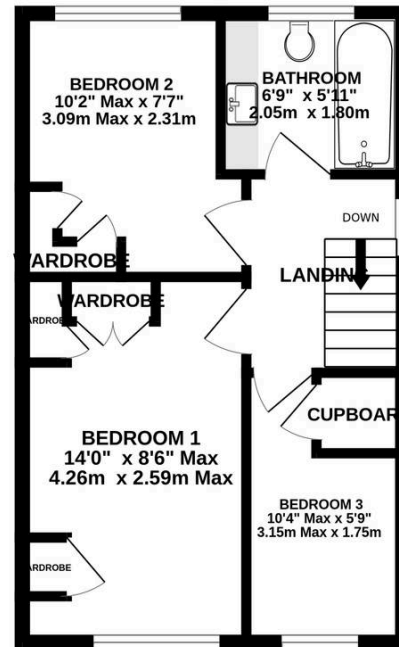 BEDROOM 2
10'2" Max x 7'7"
3.09m Max x 2.31m
BATHROOM
6'9" x 5'11"
2.05m x 1.80m
DOWN
WARDROBE
LANDING
WARDROBE
ARDROBE
CUPBOAR
BEDROOM 1
14'0" x 8'6" Max
4.26m x 2.59m Max
BEDROOM 3
10'4" Max x 5'9"
3.15m Max x 1.75m
ARDROBE